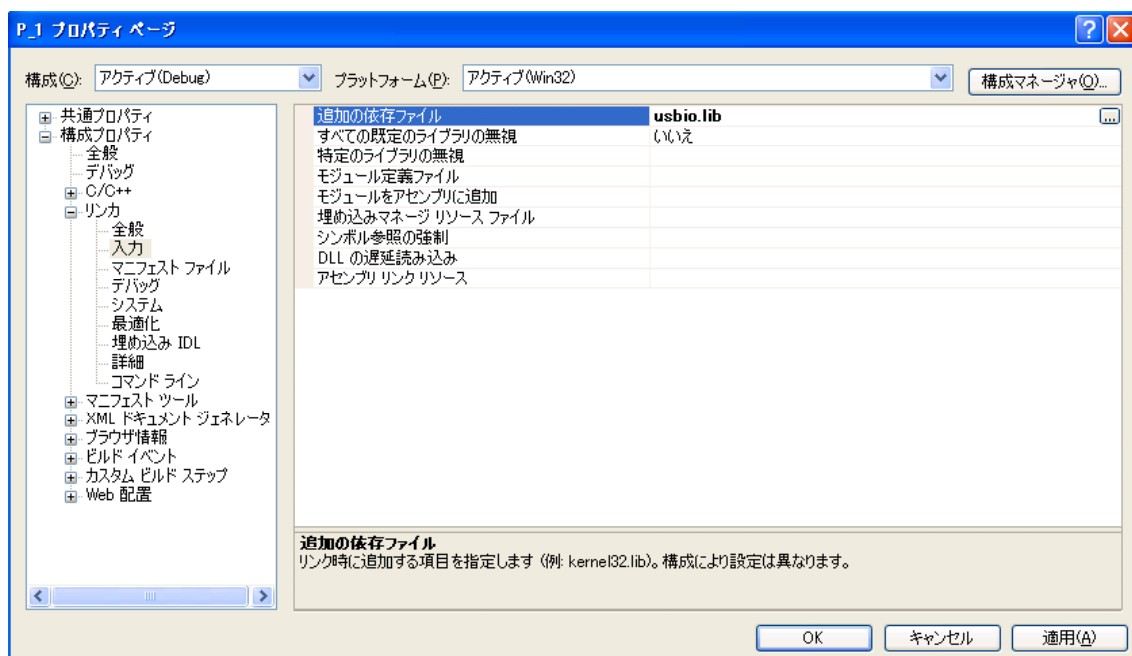 P_1 プロパティ ページ
構成(C): アクティブ(Debug) プラットフォーム(P): アクティブ(Win32) 構成マネージャ(O)...
共通プロパティ
構成プロパティ
全般
デバッグ
C/C++
リンカ
全般
入力
マニフェスト ファイル
デバッグ
システム
最適化
埋め込み IDL
詳細
コマンド ライン
マニフェスト ツール
XML ドキュメント ジェネレータ
ブラウザ情報
ビルド イベント
カスタム ビルド ステップ
Web 配置
追加の依存ファイル usbio.lib ...
すべての既定のライブラリの無視 いいえ
特定のライブラリの無視
モジュール定義ファイル
モジュールをアセンブリに追加
埋め込みマネージ リソース ファイル
シンボル参照の強制
DLL の遅延読み込み
アセンブリ リンク リソース
追加の依存ファイル
リンク時に追加する項目を指定します (例: kernel32.lib)。構成により設定は異なります。
OK キャンセル 適用(A)